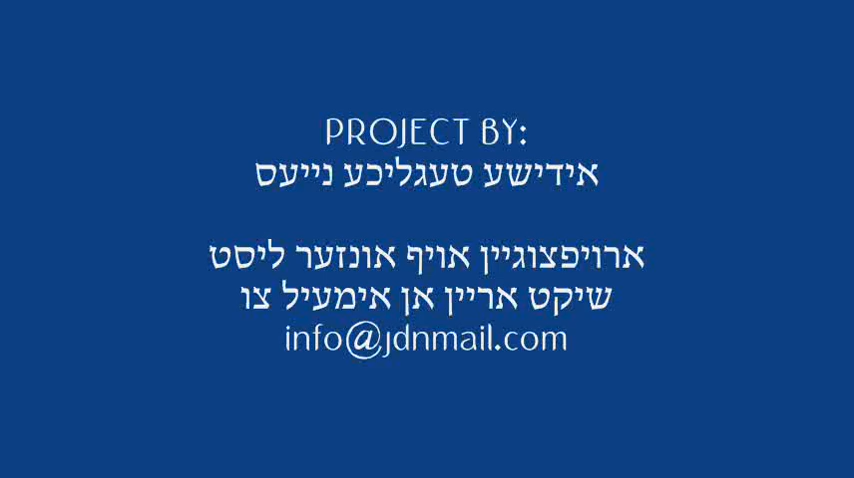 PROJECT BY:
אידישע טעגליכע נייעס
ארויפצוגיין אויף אונזער ליסט
שיקט אריין אן אימעיל צו
info@jdnmail.com